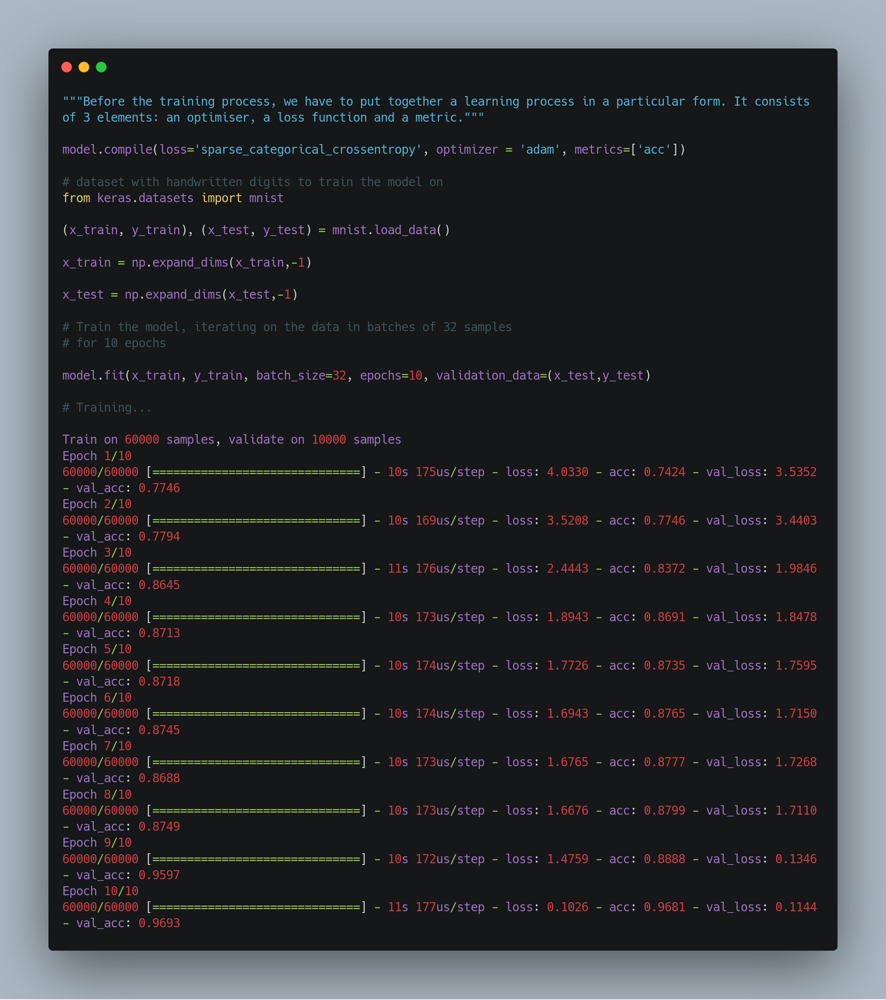 """Before the training process, we have to put together a learning process in a particular form. It consists
of 3 elements: an optimiser, a loss function and a metric."""
model.compile(loss='sparse_categorical_crossentropy', optimizer = 'adam', metrics=['acc'])
# dataset with handwritten digits to train the model on
from keras.datasets import mnist
(x_train, y_train), (x_test, y_test) = mnist.load_data()
x_train = np.expand_dims(x_train,-1)
x_test = np.expand_dims(x_test,-1)
# Train the model, iterating on the data in batches of 32 samples
# for 10 epochs
model.fit(x_train, y_train, batch_size=32, epochs=10, validation_data=(x_test,y_test)
# Training...
Train on 60000 samples, validate on 10000 samples
Epoch 1/10
60000/60000 [==============================] - 10s 175us/step - loss: 4.0330 - acc: 0.7424 - val_loss: 3.5352
- val_acc: 0.7746
Epoch 2/10
60000/60000 [==============================] - 10s 169us/step - loss: 3.5208 - acc: 0.7746 - val_loss: 3.4403
- val_acc: 0.7794
Epoch 3/10
60000/60000 [==============================] - 11s 176us/step - loss: 2.4443 - acc: 0.8372 - val_loss: 1.9846
- val_acc: 0.8645
Epoch 4/10
60000/60000 [==============================] - 10s 173us/step - loss: 1.8943 - acc: 0.8691 - val_loss: 1.8478
- val_acc: 0.8713
Epoch 5/10
60000/60000 [==============================] - 10s 174us/step - loss: 1.7726 - acc: 0.8735 - val_loss: 1.7595
- val_acc: 0.8718
Epoch 6/10
60000/60000 [==============================] - 10s 174us/step - loss: 1.6943 - acc: 0.8765 - val_loss: 1.7150
- val_acc: 0.8745
Epoch 7/10
60000/60000 [==============================] - 10s 173us/step - loss: 1.6765 - acc: 0.8777 - val_loss: 1.7268
- val_acc: 0.8688
Epoch 8/10
60000/60000 [==============================] - 10s 173us/step - loss: 1.6676 - acc: 0.8799 - val_loss: 1.7110
- val_acc: 0.8749
Epoch 9/10
60000/60000 [==============================] - 10s 172us/step - loss: 1.4759 - acc: 0.8888 - val_loss: 0.1346
- val_acc: 0.9597
Epoch 10/10
60000/60000 [==============================] - 11s 177us/step - loss: 0.1026 - acc: 0.9681 - val_loss: 0.1144
- val_acc: 0.9693